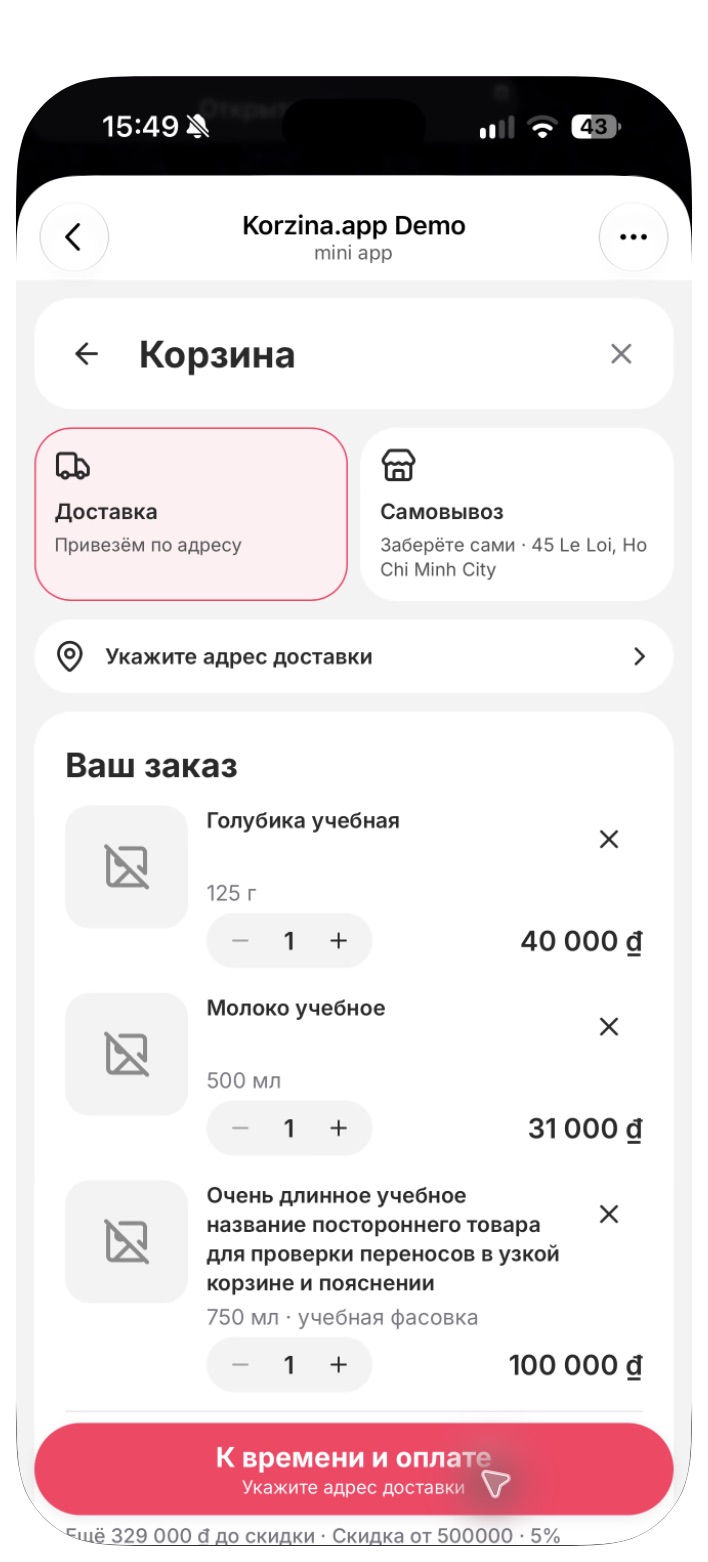 Открыт
15:49
43
Korzina.app Demo
mini app
Корзина
Доставка
Привезём по адресу
Самовывоз
Заберёте сами · 45 Le Loi, Ho
Chi Minh City
Укажите адрес доставки
Ваш заказ
Голубика учебная
125 г
1
40 000 ₫
Молоко учебное
500 мл
1
31 000 ₫
Очень длинное учебное
название постороннего товара
для проверки переносов в узкой
корзине и пояснении
750 мл · учебная фасовка
1
100 000 ₫
К времени и оплате
Укажите адрес доставки
Ещё 329 000 ₫ до скидки · Скидка от 500000 · 5%